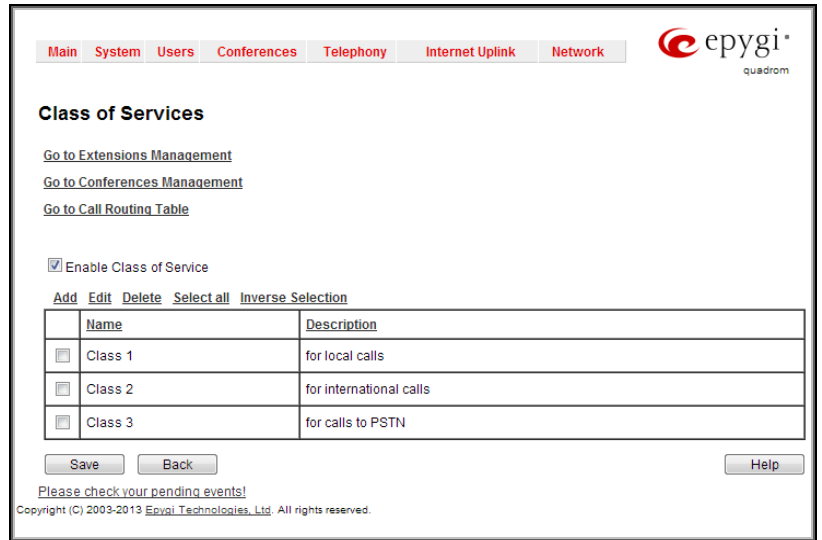 Main System Users Conferences Telephony Internet Uplink Network
epygi
quadrom
Class of Services
Go to Extensions Management
Go to Conferences Management
Go to Call Routing Table
Enable Class of Service
Add Edit Delete Select all Inverse Selection
Name Description
Class 1 for local calls
Class 2 for international calls
Class 3 for calls to PSTN
Save Back Help
Please check your pending events!
Copyright (C) 2003-2013 Epygi Technologies, Ltd. All rights reserved.